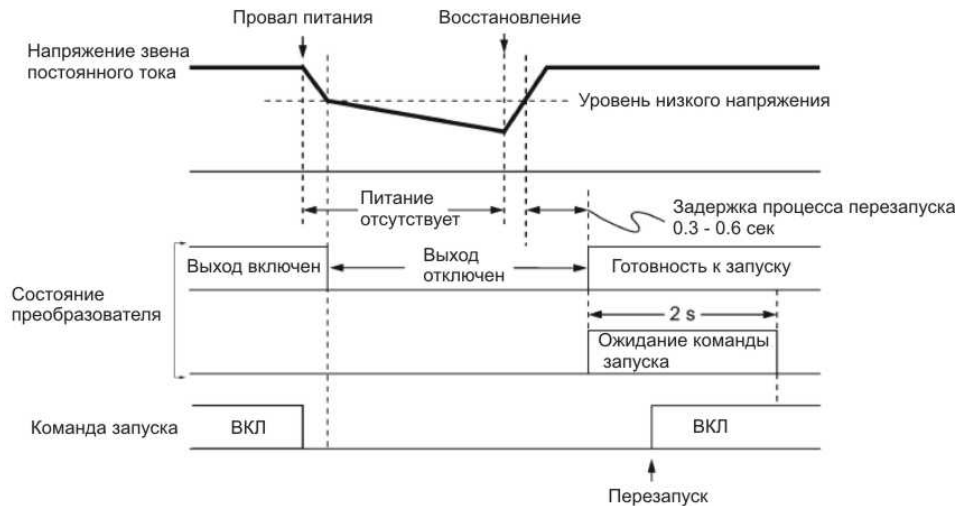 Провал питания
Восстановление
Напряжение звена
постоянного тока
Уровень низкого напряжения
Питание
отсутствует
Задержка процесса перезапуска
0.3 - 0.6 сек
Выход включен
Выход
отключен
Готовность к запуску
Состояние
преобразователя
2 s
Ожидание команды
запуска
Команда запуска
ВКЛ
ВКЛ
Перезапуск